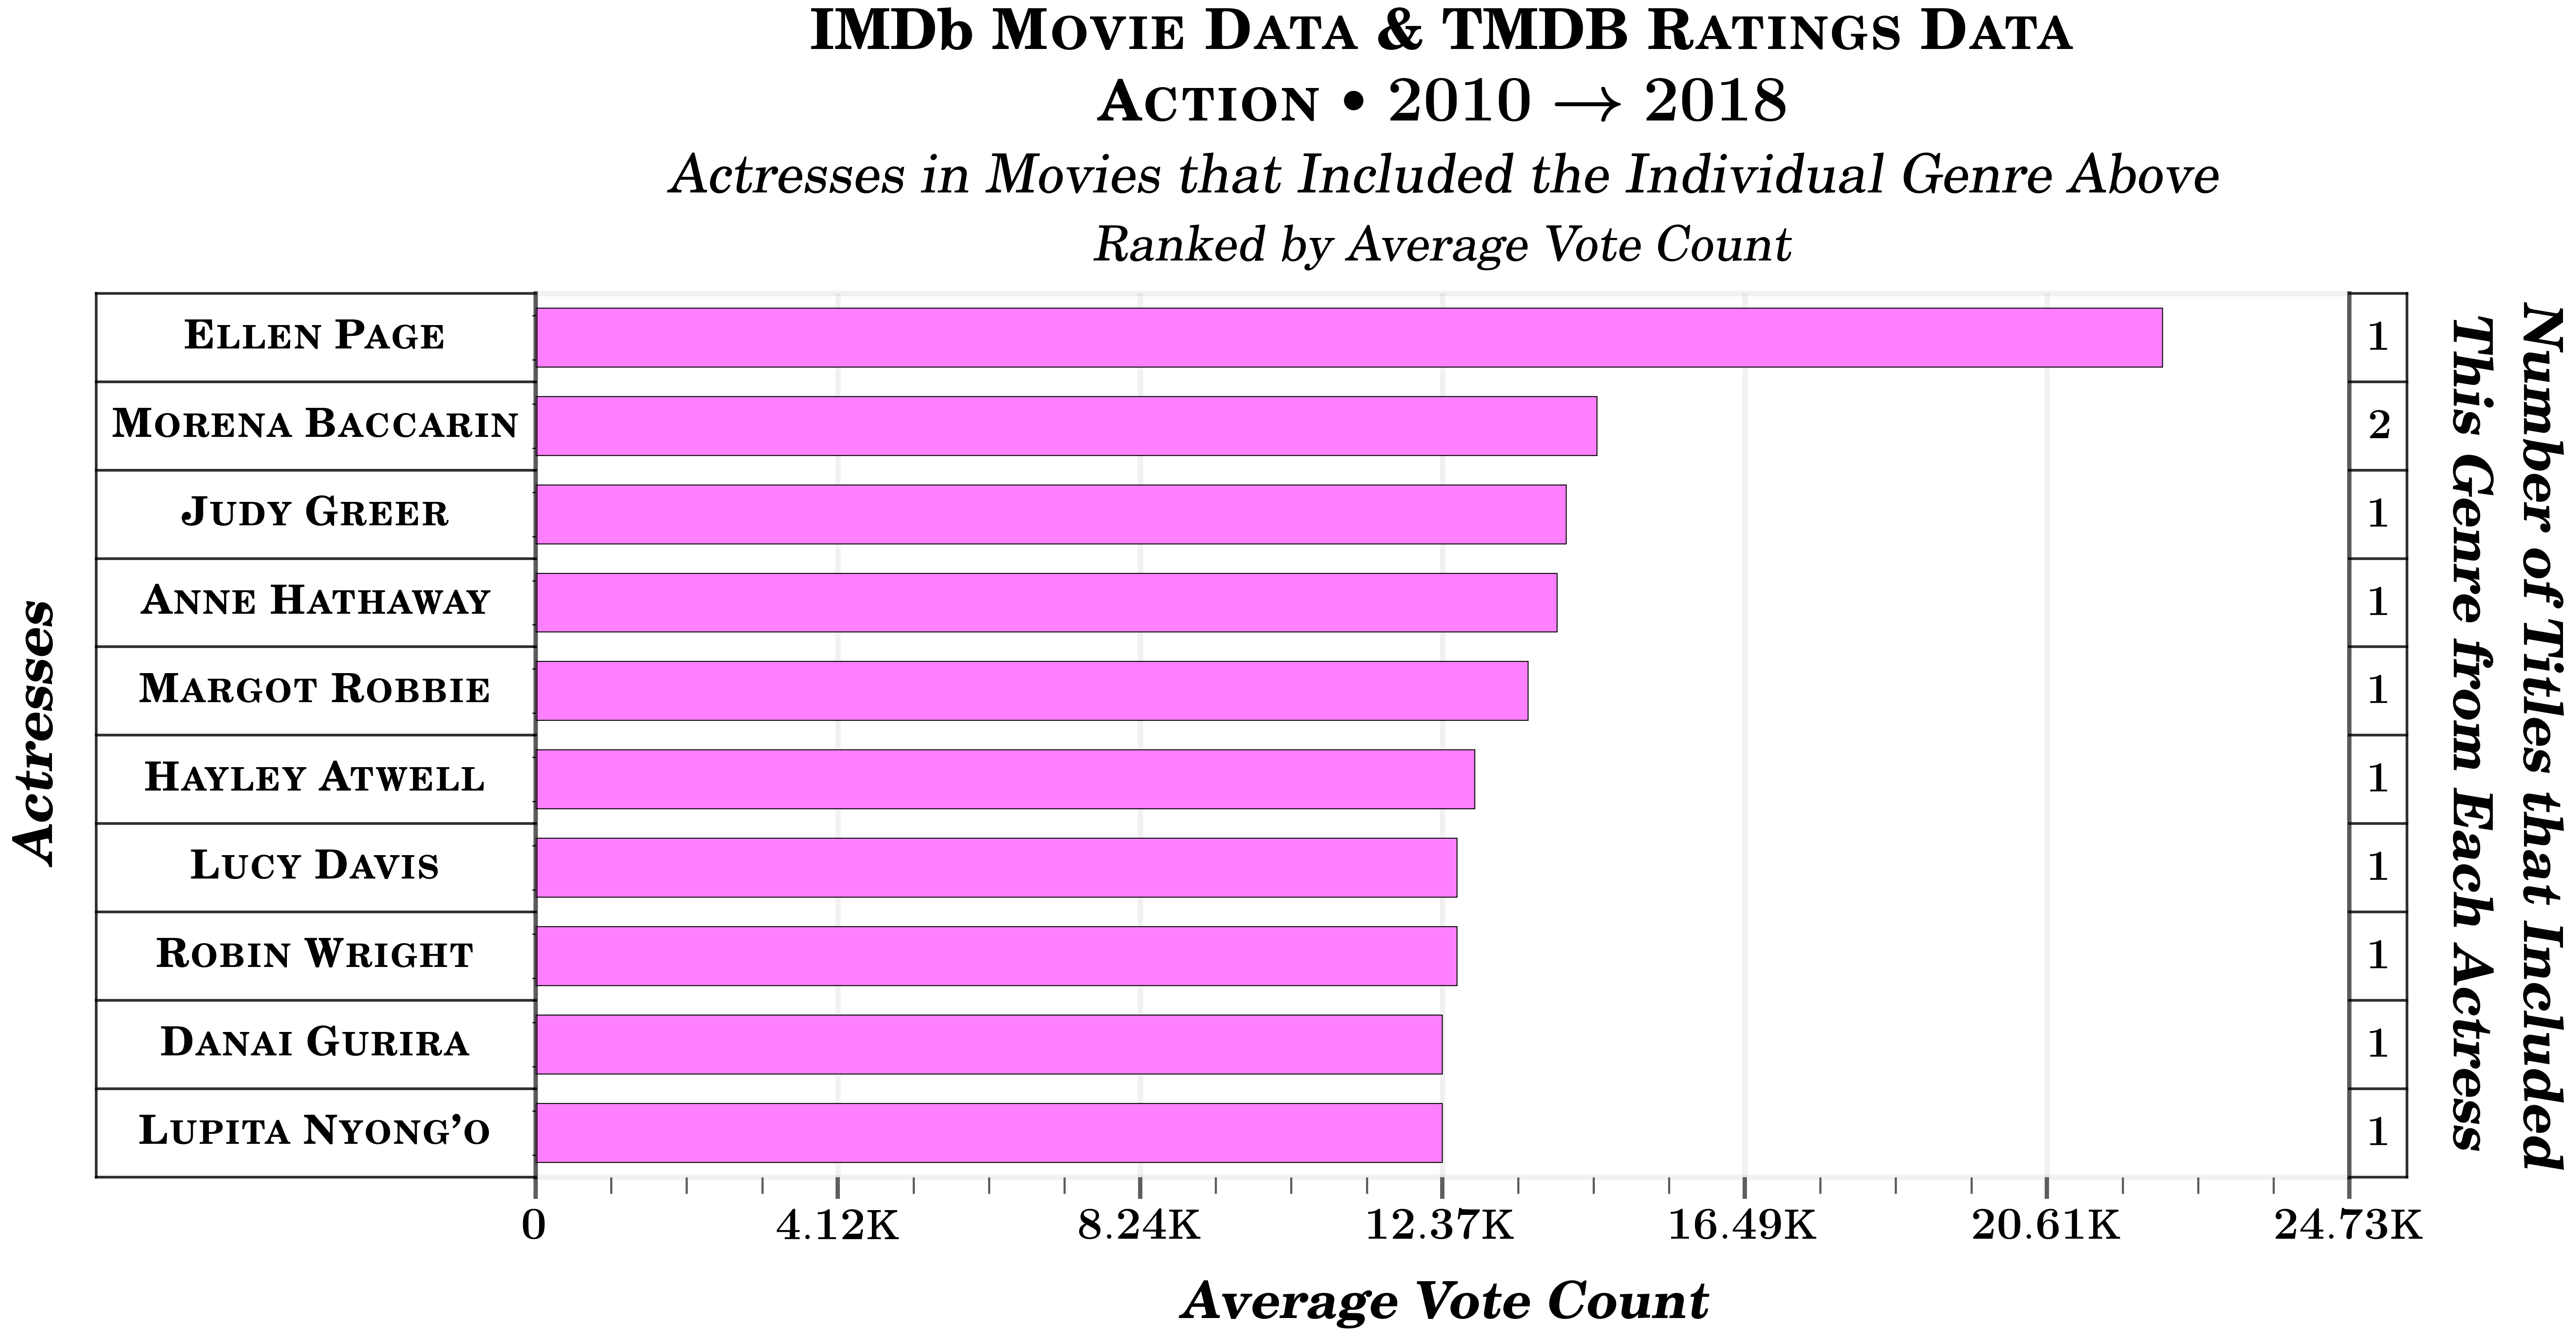 IMDb Movie Data & TMDB Ratings Data
Action • 2010 → 2018
Actresses in Movies that Included the Individual Genre Above
Ranked by Average Vote Count
Actresses
Ellen Page 1
Morena Baccarin 2
Judy Greer 1
Anne Hathaway 1
Margot Robbie 1
Hayley Atwell 1
Lucy Davis 1
Robin Wright 1
Danai Gurira 1
Lupita Nyong’o 1
Number of Titles that Included
This Genre from Each Actress
0 4.12K 8.24K 12.37K 16.49K 20.61K 24.73K
Average Vote Count